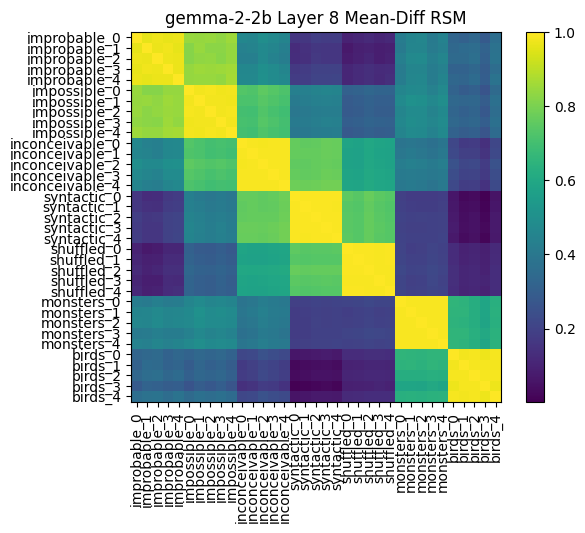 gemma-2-2b Layer 8 Mean-Diff RSM
improbable_0
improbable_1
improbable_2
improbable_3
improbable_4
impossible_0
impossible_1
impossible_2
impossible_3
impossible_4
inconceivable_0
inconceivable_1
inconceivable_2
inconceivable_3
inconceivable_4
syntactic_0
syntactic_1
syntactic_2
syntactic_3
syntactic_4
shuffled_0
shuffled_1
shuffled_2
shuffled_3
shuffled_4
monsters_0
monsters_1
monsters_2
monsters_3
monsters_4
birds_0
birds_1
birds_2
birds_3
birds_4
improbable_0
improbable_1
improbable_2
improbable_3
improbable_4
impossible_0
impossible_1
impossible_2
impossible_3
impossible_4
inconceivable_0
inconceivable_1
inconceivable_2
inconceivable_3
inconceivable_4
syntactic_0
syntactic_1
syntactic_2
syntactic_3
syntactic_4
shuffled_0
shuffled_1
shuffled_2
shuffled_3
shuffled_4
monsters_0
monsters_1
monsters_2
monsters_3
monsters_4
birds_0
birds_1
birds_2
birds_3
birds_4
1.0
0.8
0.6
0.4
0.2